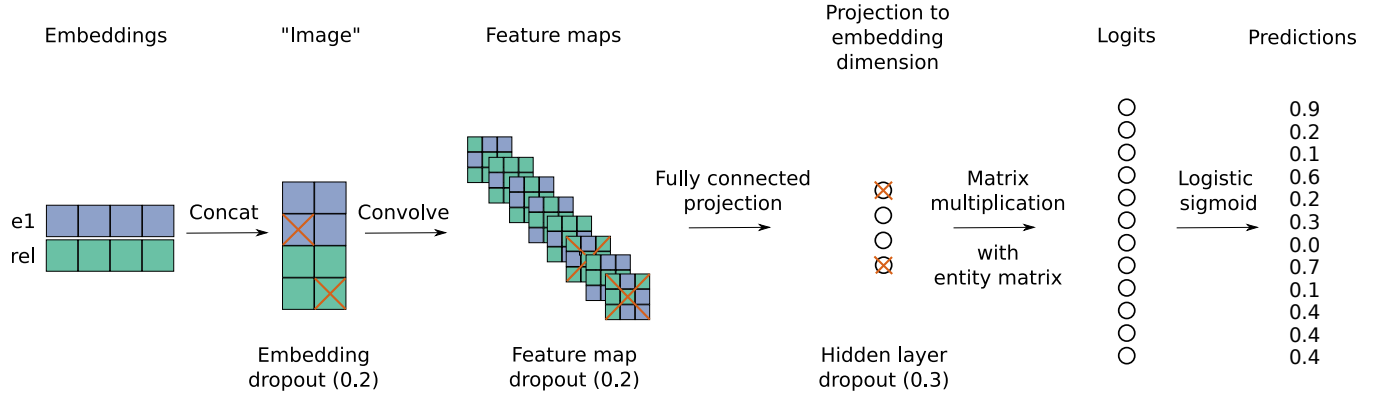 Embeddings
"Image"
Feature maps
Projection to
embedding
dimension
Logits
Predictions
e1
rel
Concat
Convolve
Fully connected
projection
Matrix
multiplication
with
entity matrix
Logistic
sigmoid
0.9
0.2
0.1
0.6
0.2
0.3
0.0
0.7
0.1
0.4
0.4
0.4
Embedding
dropout (0.2)
Feature map
dropout (0.2)
Hidden layer
dropout (0.3)